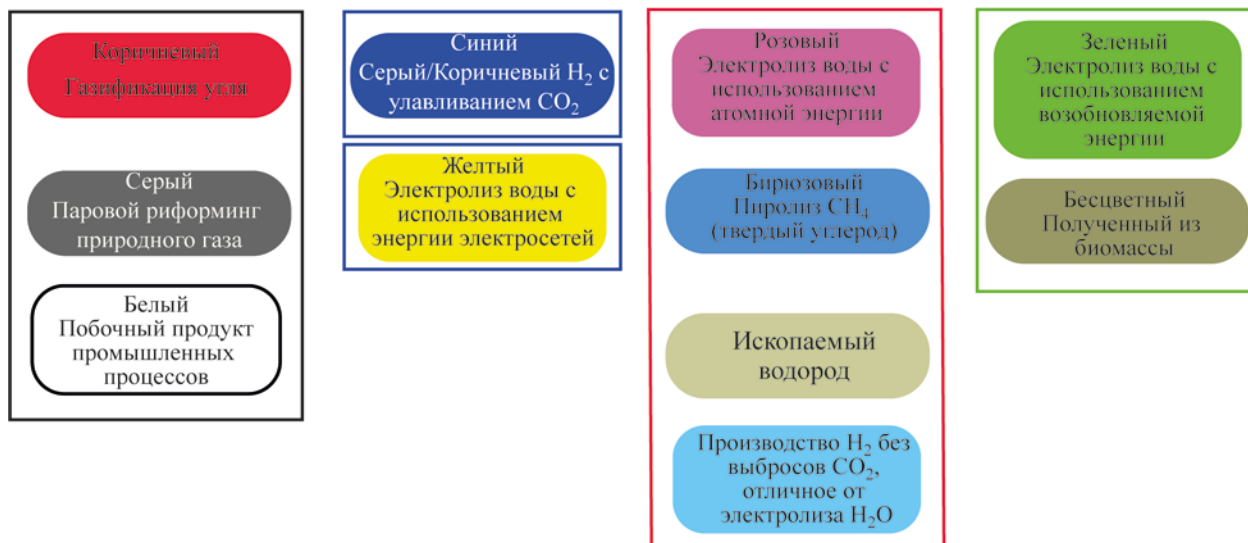 Коричневый
Газификация угля
Серый
Паровой риформинг
природного газа
Белый
Побочный продукт
промышленных
процессов
Синий
Серый/Коричневый H₂ с
улавливанием CO₂
Желтый
Электролиз воды с
использованием
энергии электросетей
Розовый
Электролиз воды с
использованием
атомной энергии
Бирюзовый
Пиролиз CH₄
(твердый углерод)
Ископаемый
водород
Производство H₂ без
выбросов CO₂,
отличное от
электролиза H₂O
Зеленый
Электролиз воды с
использованием
возобновляемой
энергии
Бесцветный
Полученный из
биомассы